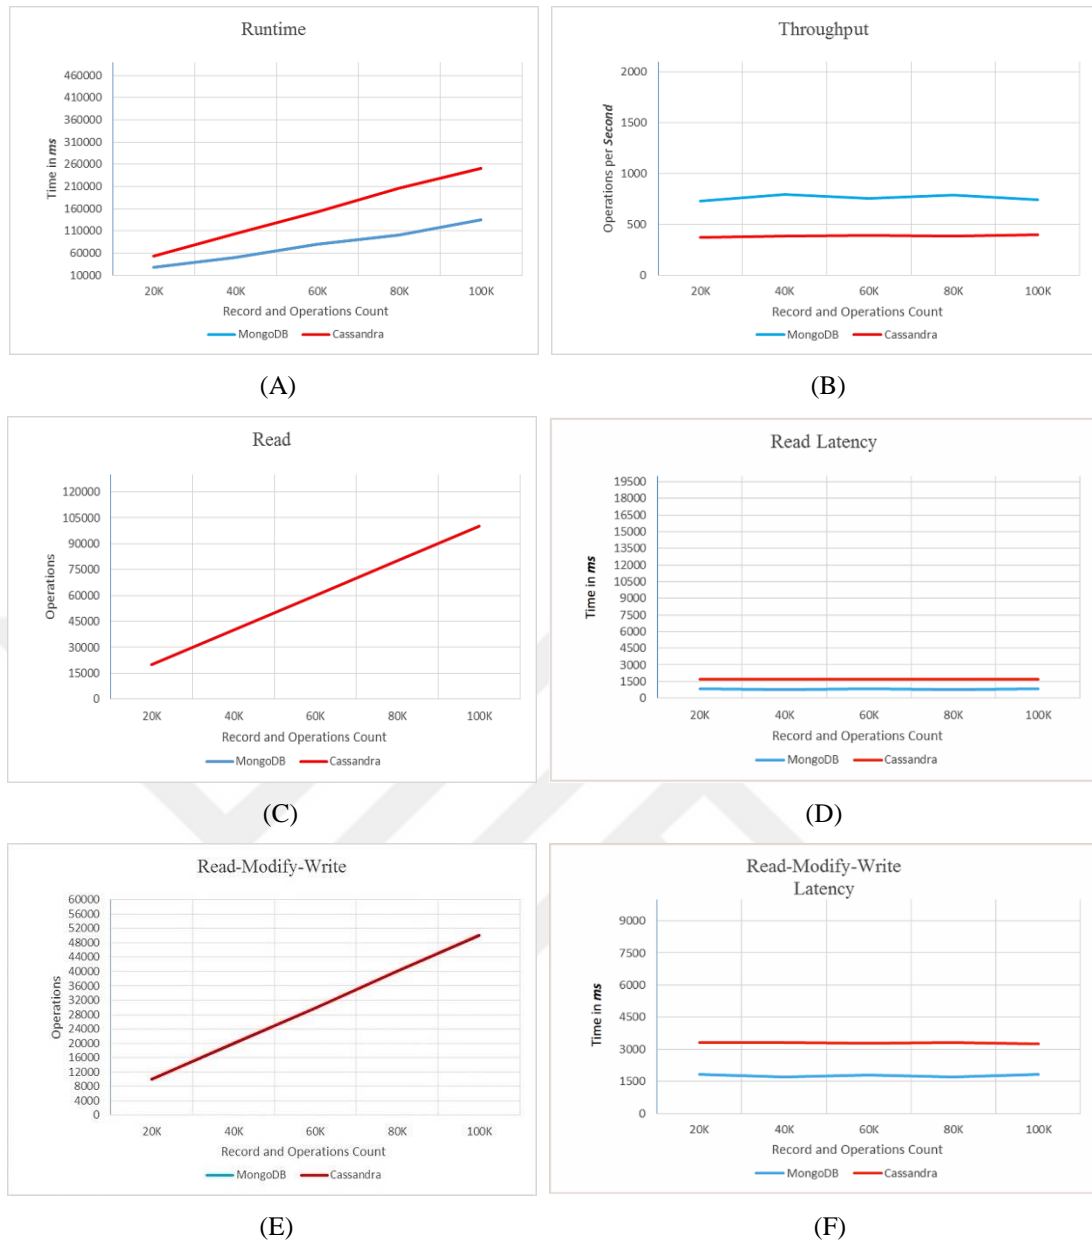 Runtime
Time in ms
460000
410000
360000
310000
260000
210000
160000
110000
60000
10000
20K 40K 60K 80K 100K
Record and Operations Count
MongoDB Cassandra
(A)
Throughput
Operations per Second
2000
1500
1000
500
0
20K 40K 60K 80K 100K
Record and Operations Count
MongoDB Cassandra
(B)
Read
Operations
120000
105000
90000
75000
60000
45000
30000
15000
0
20K 40K 60K 80K 100K
Record and Operations Count
MongoDB Cassandra
(C)
Read Latency
Time in ms
19500
18000
16500
15000
13500
12000
10500
9000
7500
6000
4500
3000
1500
0
20K 40K 60K 80K 100K
Record and Operations Count
MongoDB Cassandra
(D)
Read-Modify-Write
Operations
60000
56000
52000
48000
44000
40000
36000
32000
28000
24000
20000
16000
12000
8000
4000
0
20K 40K 60K 80K 100K
Record and Operations Count
MongoDB Cassandra
(E)
Read-Modify-Write
Latency
Time in ms
9000
7500
6000
4500
3000
1500
0
20K 40K 60K 80K 100K
Record and Operations Count
MongoDB Cassandra
(F)